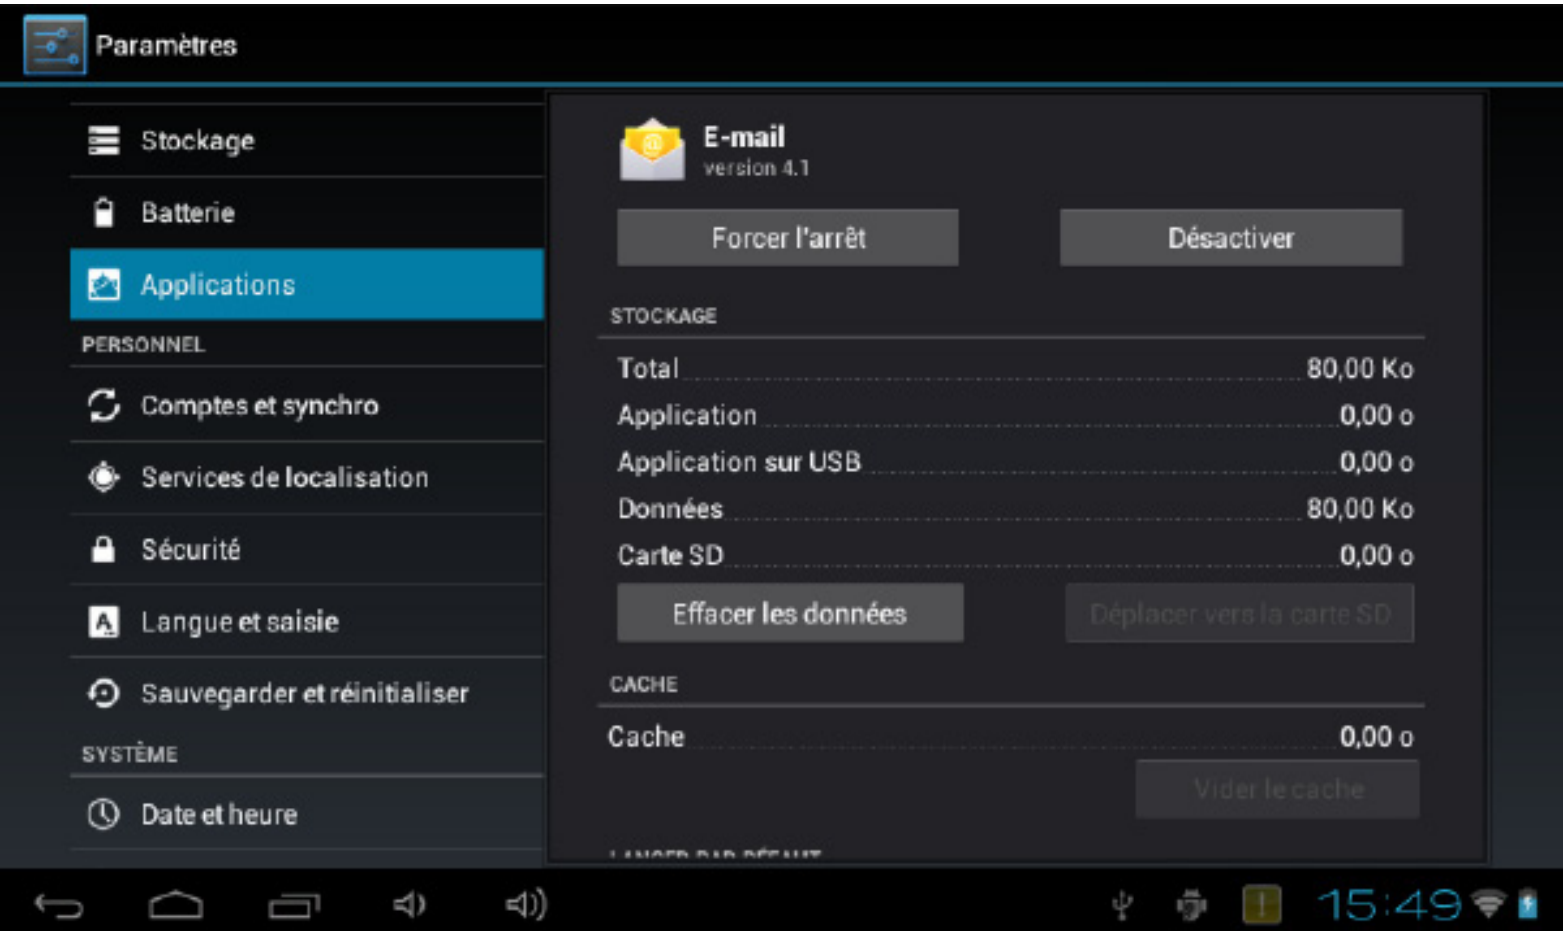 Paramètres
Stockage
Batterie
Applications
PERSONNEL
Comptes et synchro
Services de localisation
Sécurité
Langue et saisie
Sauvegarder et réinitialiser
SYSTÈME
Date et heure
E-mail
version 4.1
Forcer l'arrêt
Désactiver
STOCKAGE
Total 80,00 Ko
Application 0,00 o
Application sur USB 0,00 o
Données 80,00 Ko
Carte SD 0,00 o
Effacer les données
Déplacer vers la carte SD
CACHE
Cache 0,00 o
Vider le cache
LANCER PAR DÉFAUT
15:49